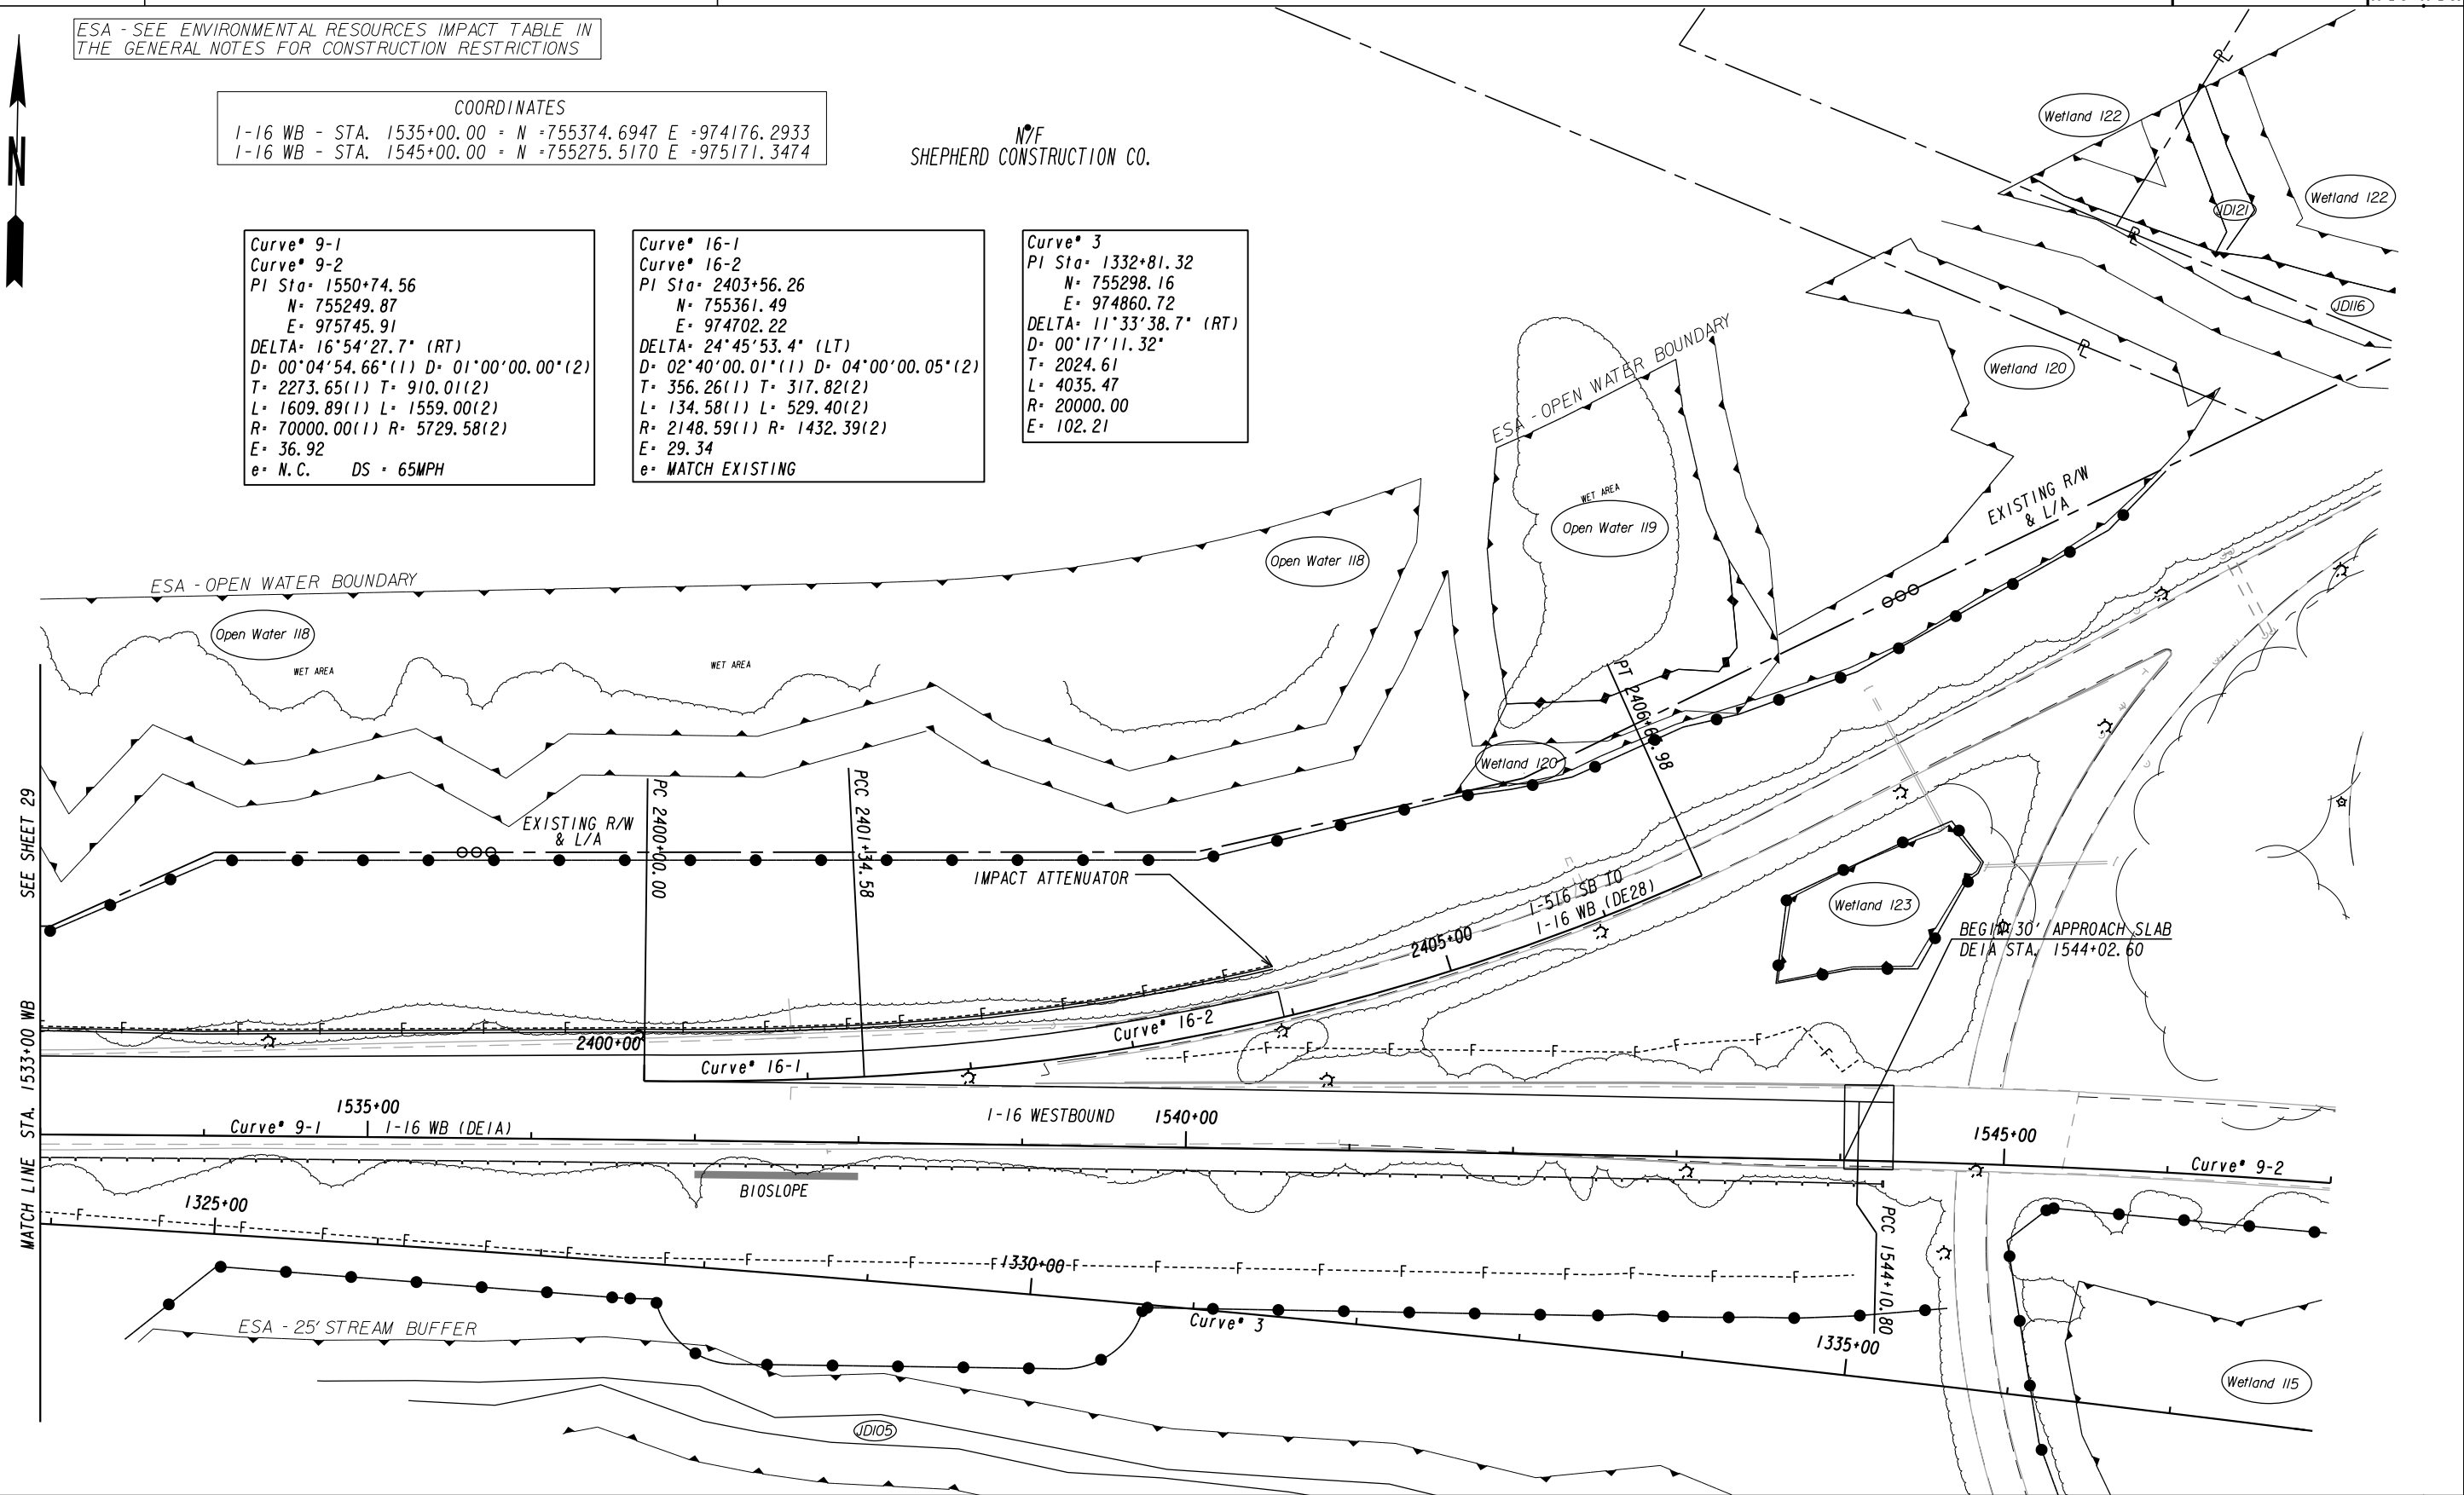 ESA - SEE ENVIRONMENTAL RESOURCES IMPACT TABLE IN
THE GENERAL NOTES FOR CONSTRUCTION RESTRICTIONS
N
COORDINATES
I-16 WB - STA. 1535+00.00 = N =755374.6947 E =974176.2933
I-16 WB - STA. 1545+00.00 = N =755275.5170 E =975171.3474
N/F
SHEPHERD CONSTRUCTION CO.
Curve# 9-1
Curve# 9-2
PI Sta= 1550+74.56
N= 755249.87
E= 975745.91
DELTA= 16°54'27.7" (RT)
D= 00°04'54.66"(1) D= 01°00'00.00"(2)
T= 2273.65(1) T= 910.01(2)
L= 1609.89(1) L= 1559.00(2)
R= 70000.00(1) R= 5729.58(2)
E= 36.92
e= N.C. DS = 65MPH
Curve# 16-1
Curve# 16-2
PI Sta= 2403+56.26
N= 755361.49
E= 974702.22
DELTA= 24°45'53.4" (LT)
D= 02°40'00.01"(1) D= 04°00'00.05"(2)
T= 356.26(1) T= 317.82(2)
L= 134.58(1) L= 529.40(2)
R= 2148.59(1) R= 1432.39(2)
E= 29.34
e= MATCH EXISTING
Curve# 3
PI Sta= 1332+81.32
N= 755298.16
E= 974860.72
DELTA= 11°33'38.7" (RT)
D= 00°17'11.32"
T= 2024.61
L= 4035.47
R= 20000.00
E= 102.21
Wetland 122
Wetland 122
JD121
JD116
Wetland 120
ESA - OPEN WATER BOUNDARY
WET AREA
Open Water 119
EXISTING R/W
& L/A
Open Water 118
ESA - OPEN WATER BOUNDARY
Open Water 118
WET AREA
WET AREA
PT 2406+63.98
Wetland 120
SEE SHEET 29
MATCH LINE STA. 1533+00 WB
EXISTING R/W
& L/A
PC 2400+00.00
PCC 2401+34.58
IMPACT ATTENUATOR
I-516 SB TO
I-16 WB (DE28)
2405+00
Wetland 123
BEGIN 30' APPROACH SLAB
DE1A STA. 1544+02.60
2400+00
Curve# 16-2
Curve# 16-1
1535+00
Curve# 9-1
I-16 WB (DE1A)
I-16 WESTBOUND
1540+00
1545+00
Curve# 9-2
BIOSLOPE
1325+00
1330+00
PCC 1544+10.80
Curve# 3
1335+00
ESA - 25' STREAM BUFFER
Wetland 115
JD105